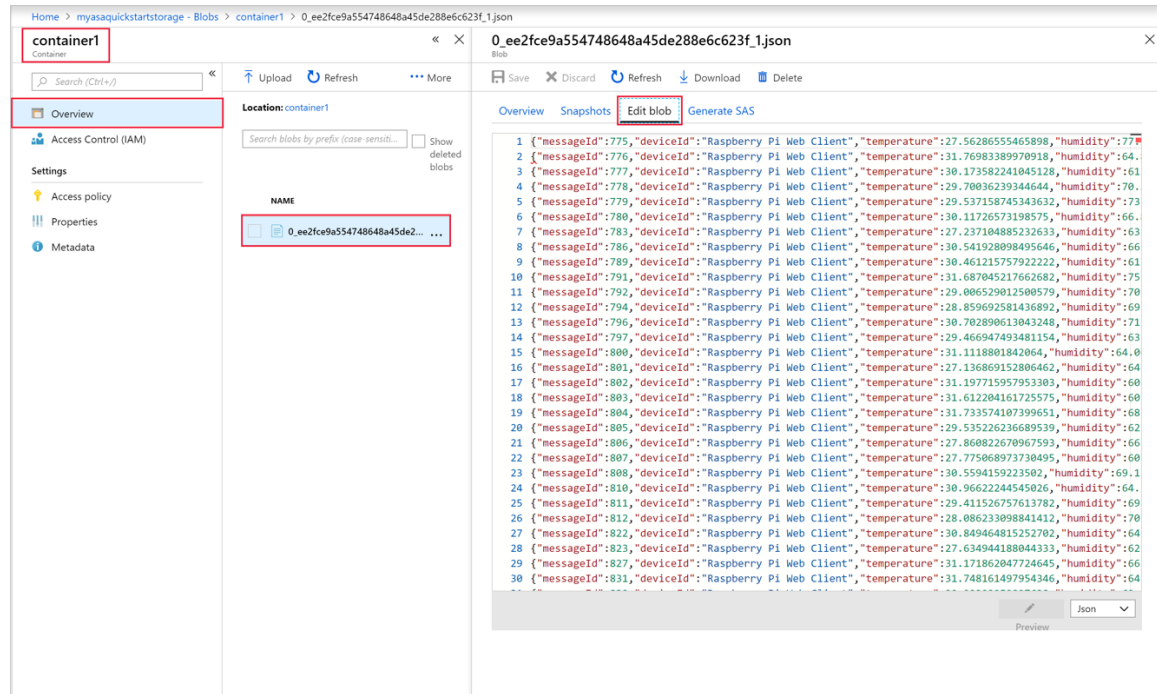 Home > myasaquickstartstorage - Blobs > container1 > 0_ee2fce9a554748648a45de288e6c623f_1.json
container1
Container
Search (Ctrl+/)
Overview
Access Control (IAM)
Settings
Access policy
Properties
Metadata
Upload Refresh ••• More
Location: container1
Search blobs by prefix (case-sensiti...
Show deleted blobs
NAME
0_ee2fce9a554748648a45de2... ...
0_ee2fce9a554748648a45de288e6c623f_1.json
Blob
Save Discard Refresh Download Delete
Overview Snapshots Edit blob Generate SAS
1 {"messageId":775,"deviceId":"Raspberry Pi Web Client","temperature":27.56286555465898,"humidity":77
2 {"messageId":776,"deviceId":"Raspberry Pi Web Client","temperature":31.76983389970918,"humidity":64.
3 {"messageId":777,"deviceId":"Raspberry Pi Web Client","temperature":30.173582241045128,"humidity":61
4 {"messageId":778,"deviceId":"Raspberry Pi Web Client","temperature":29.70036239344644,"humidity":70.
5 {"messageId":779,"deviceId":"Raspberry Pi Web Client","temperature":29.537158745343632,"humidity":73
6 {"messageId":780,"deviceId":"Raspberry Pi Web Client","temperature":30.11726573198575,"humidity":66.
7 {"messageId":783,"deviceId":"Raspberry Pi Web Client","temperature":27.237104885232633,"humidity":63
8 {"messageId":786,"deviceId":"Raspberry Pi Web Client","temperature":30.541928098495646,"humidity":66
9 {"messageId":789,"deviceId":"Raspberry Pi Web Client","temperature":30.461215757922222,"humidity":61
10 {"messageId":791,"deviceId":"Raspberry Pi Web Client","temperature":31.687045217662682,"humidity":75
11 {"messageId":792,"deviceId":"Raspberry Pi Web Client","temperature":29.006529012500579,"humidity":70
12 {"messageId":794,"deviceId":"Raspberry Pi Web Client","temperature":28.859692581436892,"humidity":69
13 {"messageId":796,"deviceId":"Raspberry Pi Web Client","temperature":30.702890613043248,"humidity":71
14 {"messageId":797,"deviceId":"Raspberry Pi Web Client","temperature":29.466947493481154,"humidity":63
15 {"messageId":800,"deviceId":"Raspberry Pi Web Client","temperature":31.1118801842064,"humidity":64.0
16 {"messageId":801,"deviceId":"Raspberry Pi Web Client","temperature":27.136869152806462,"humidity":64
17 {"messageId":802,"deviceId":"Raspberry Pi Web Client","temperature":31.197715957953303,"humidity":60
18 {"messageId":803,"deviceId":"Raspberry Pi Web Client","temperature":31.612204161725575,"humidity":60
19 {"messageId":804,"deviceId":"Raspberry Pi Web Client","temperature":31.733574107399651,"humidity":68
20 {"messageId":805,"deviceId":"Raspberry Pi Web Client","temperature":29.535226236689539,"humidity":62
21 {"messageId":806,"deviceId":"Raspberry Pi Web Client","temperature":27.860822670967593,"humidity":66
22 {"messageId":807,"deviceId":"Raspberry Pi Web Client","temperature":27.775068973730495,"humidity":60
23 {"messageId":808,"deviceId":"Raspberry Pi Web Client","temperature":30.5594159223502,"humidity":69.1
24 {"messageId":810,"deviceId":"Raspberry Pi Web Client","temperature":30.96622244545026,"humidity":64.
25 {"messageId":811,"deviceId":"Raspberry Pi Web Client","temperature":29.411526757613782,"humidity":69
26 {"messageId":812,"deviceId":"Raspberry Pi Web Client","temperature":28.086233098841412,"humidity":70
27 {"messageId":822,"deviceId":"Raspberry Pi Web Client","temperature":30.849464815252702,"humidity":64
28 {"messageId":823,"deviceId":"Raspberry Pi Web Client","temperature":27.634944188044333,"humidity":62
29 {"messageId":827,"deviceId":"Raspberry Pi Web Client","temperature":31.171862047724645,"humidity":66
30 {"messageId":831,"deviceId":"Raspberry Pi Web Client","temperature":31.748161497954346,"humidity":64
Json
Preview